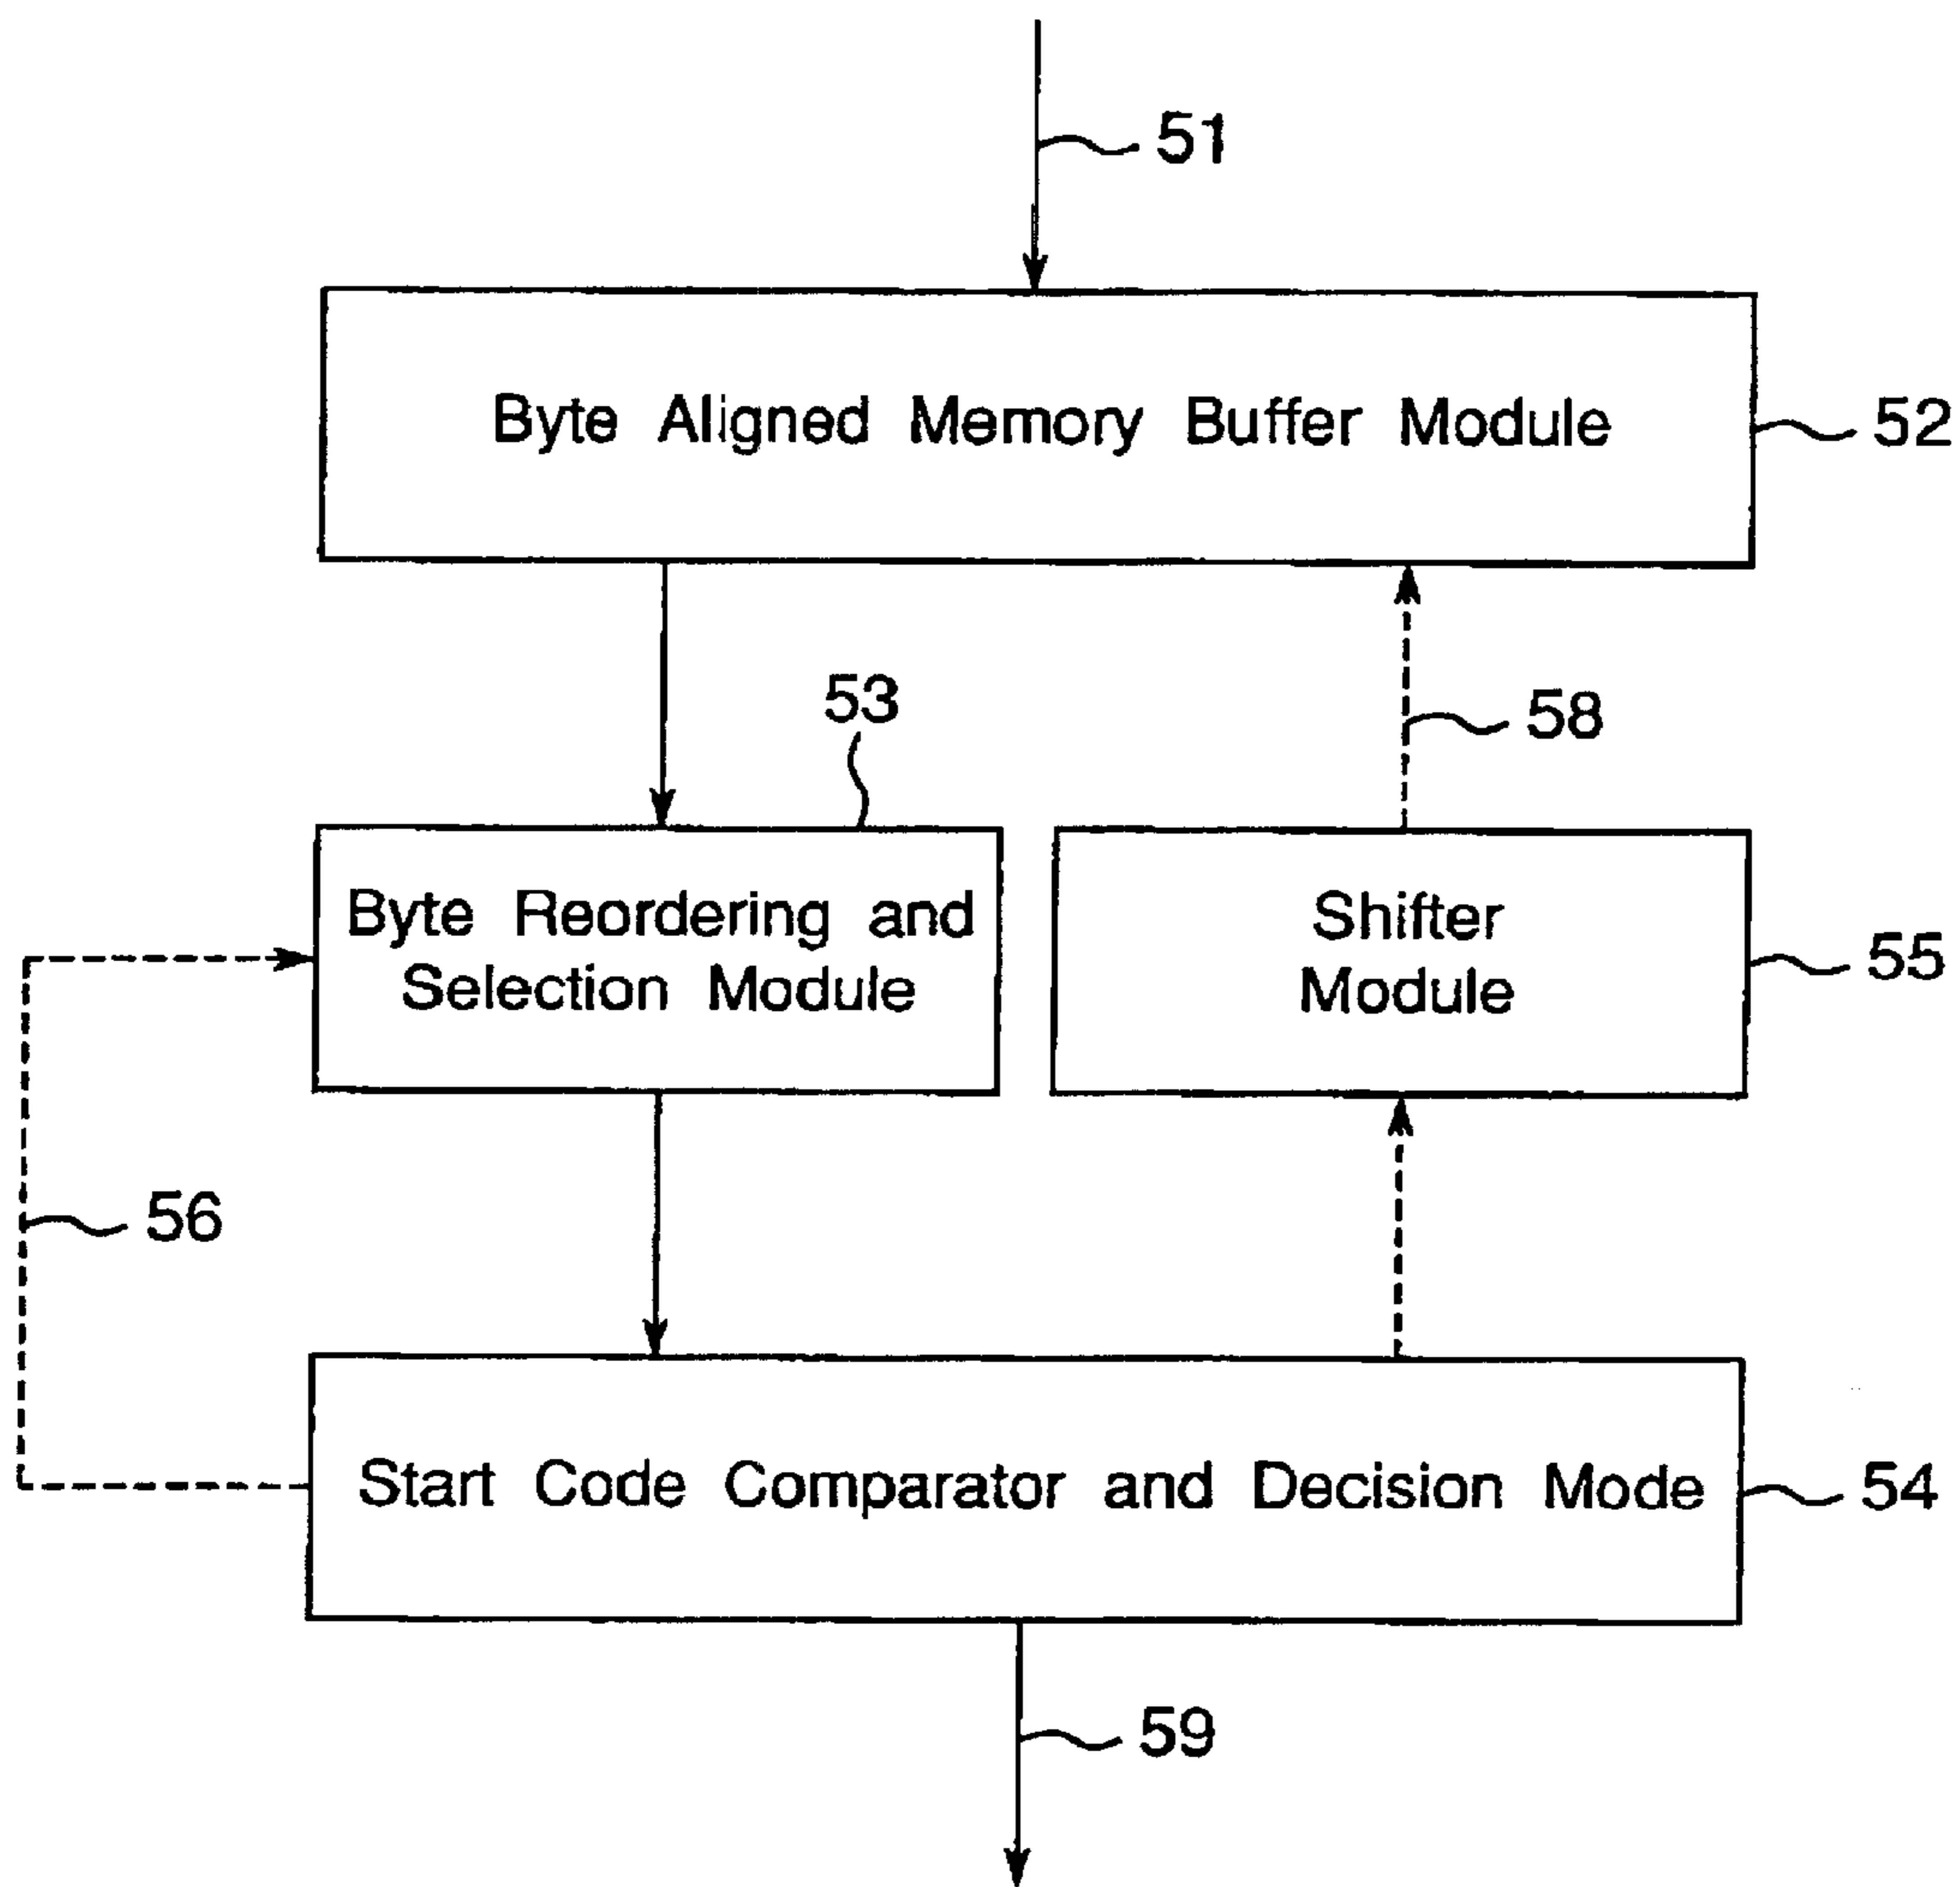 51
Byte Aligned Memory Buffer Module
52
53
58
Byte Reordering and
Selection Module
Shifter
Module
55
56
Start Code Comparator and Decision Mode
54
59